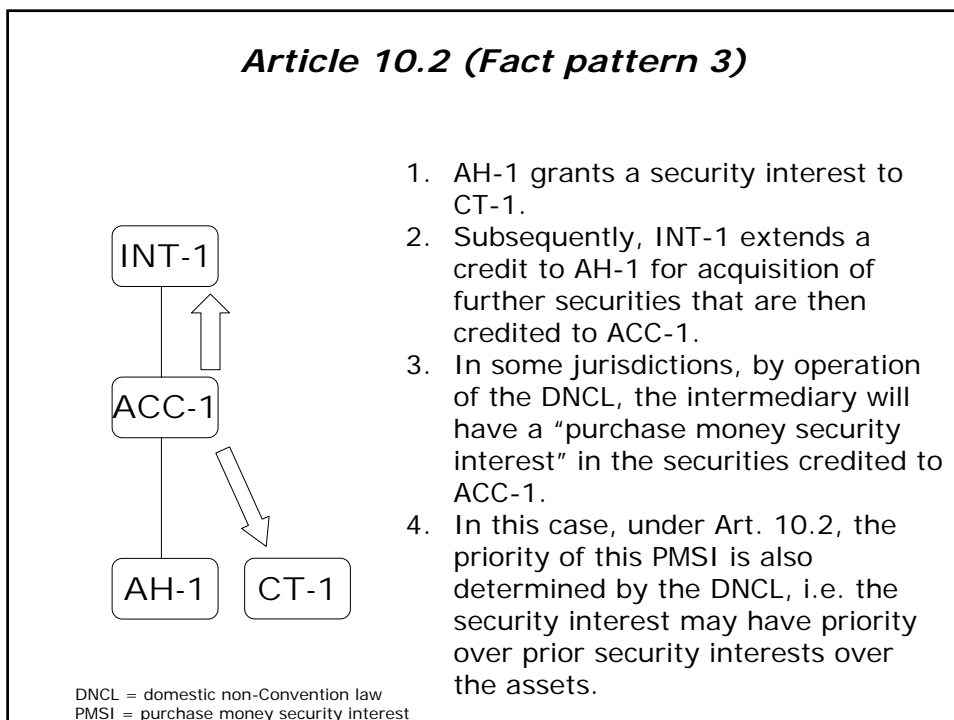 Article 10.2 (Fact pattern 3)
INT-1
ACC-1
AH-1 CT-1
1. AH-1 grants a security interest to
CT-1.
2. Subsequently, INT-1 extends a
credit to AH-1 for acquisition of
further securities that are then
credited to ACC-1.
3. In some jurisdictions, by operation
of the DNCL, the intermediary will
have a “purchase money security
interest” in the securities credited to
ACC-1.
4. In this case, under Art. 10.2, the
priority of this PMSI is also
determined by the DNCL, i.e. the
security interest may have priority
over prior security interests over
the assets.
DNCL = domestic non-Convention law
PMSI = purchase money security interest